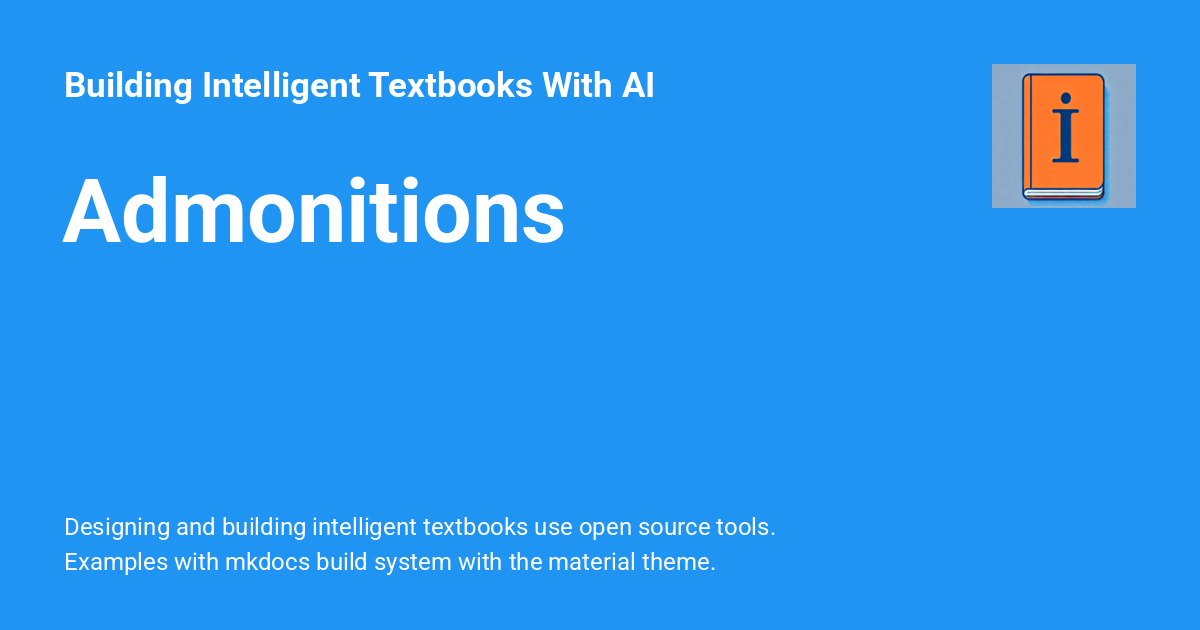 Building Intelligent Textbooks With AI
i
Admonitions
Designing and building intelligent textbooks use open source tools.
Examples with mkdocs build system with the material theme.